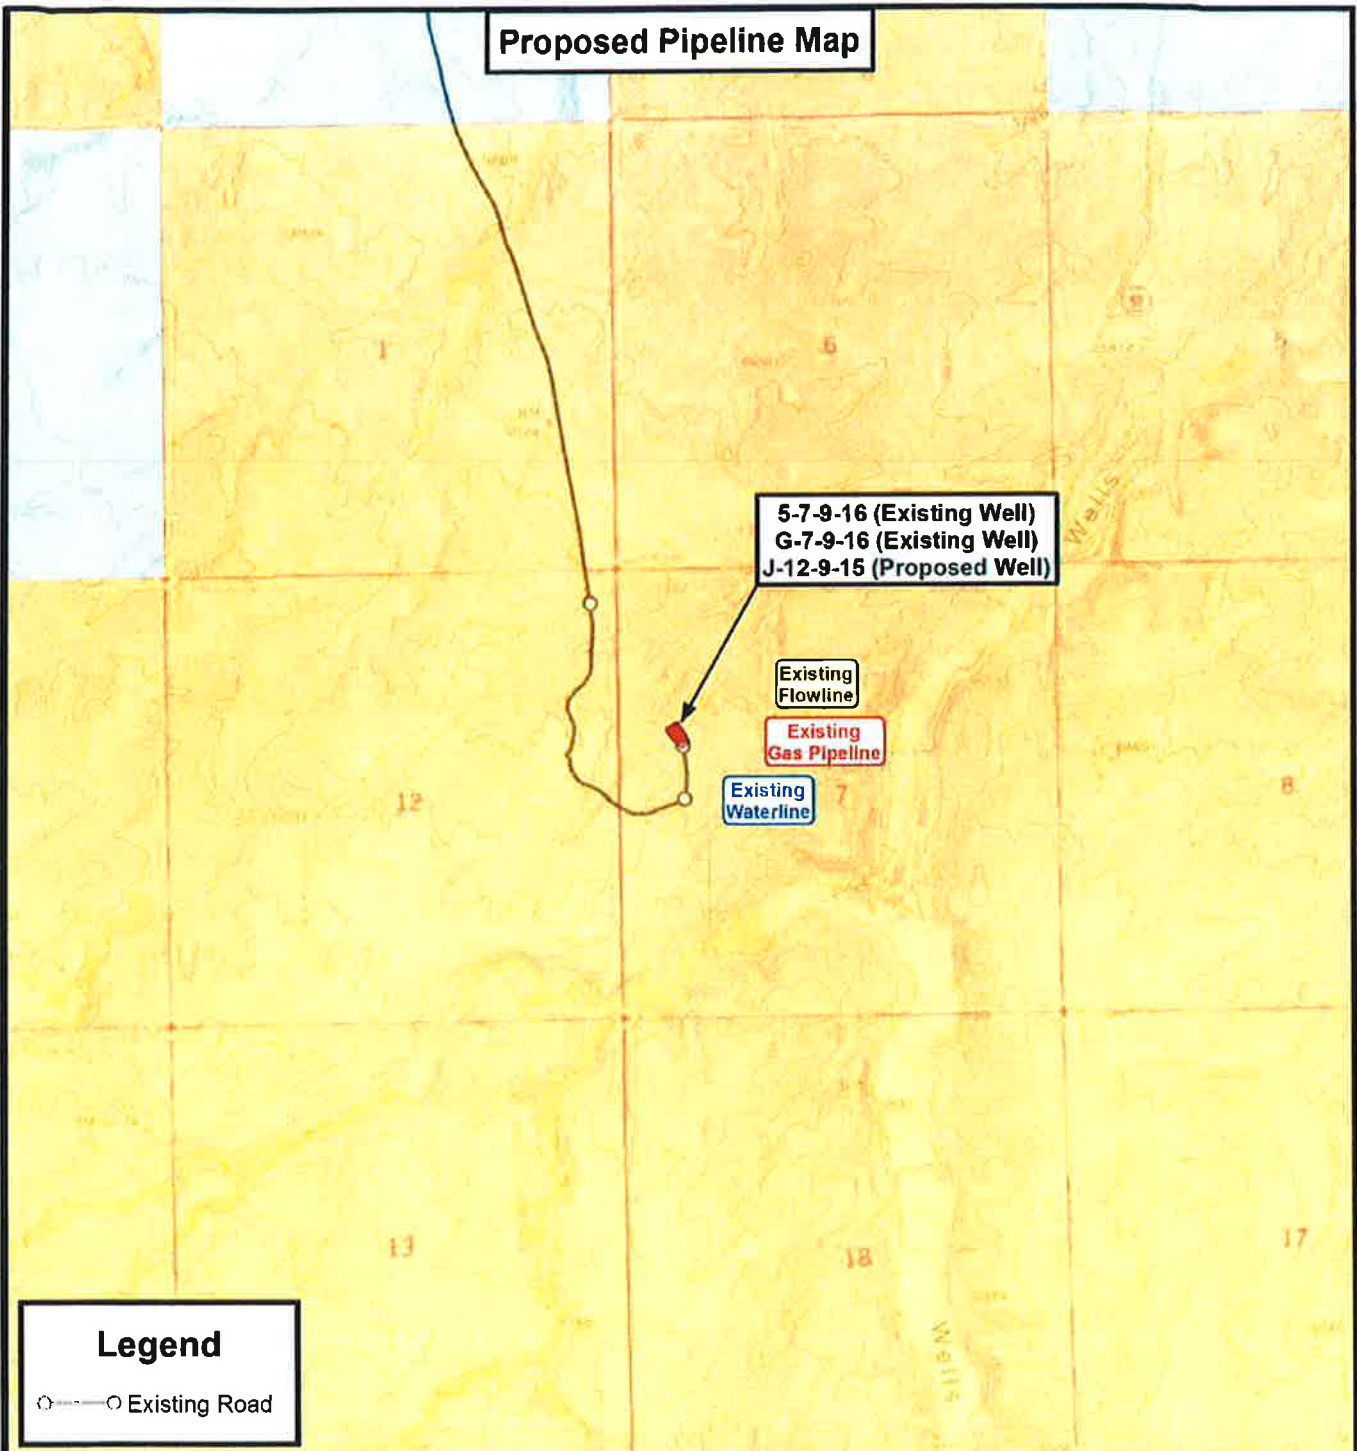 Proposed Pipeline Map
1
6
5
Wells
5-7-9-16 (Existing Well)
G-7-9-16 (Existing Well)
J-12-9-15 (Proposed Well)
Existing
Flowline
Existing
Gas Pipeline
Existing
Waterline
12
7
8
13
18
17
Wells
Legend
Existing Road